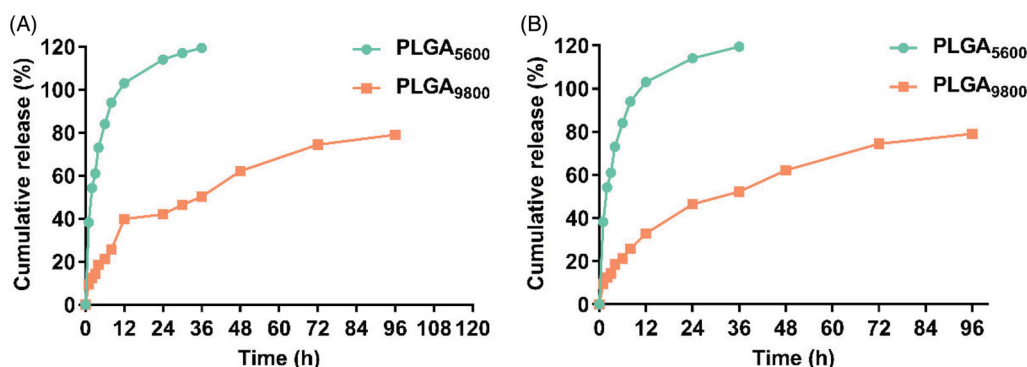 (A)
Cumulative release (%)
120
100
80
60
40
20
0
0 12 24 36 48 60 72 84 96 108 120
Time (h)
PLGA5600
PLGA9800
(B)
Cumulative release (%)
120
100
80
60
40
20
0
0 12 24 36 48 60 72 84 96
Time (h)
PLGA5600
PLGA9800